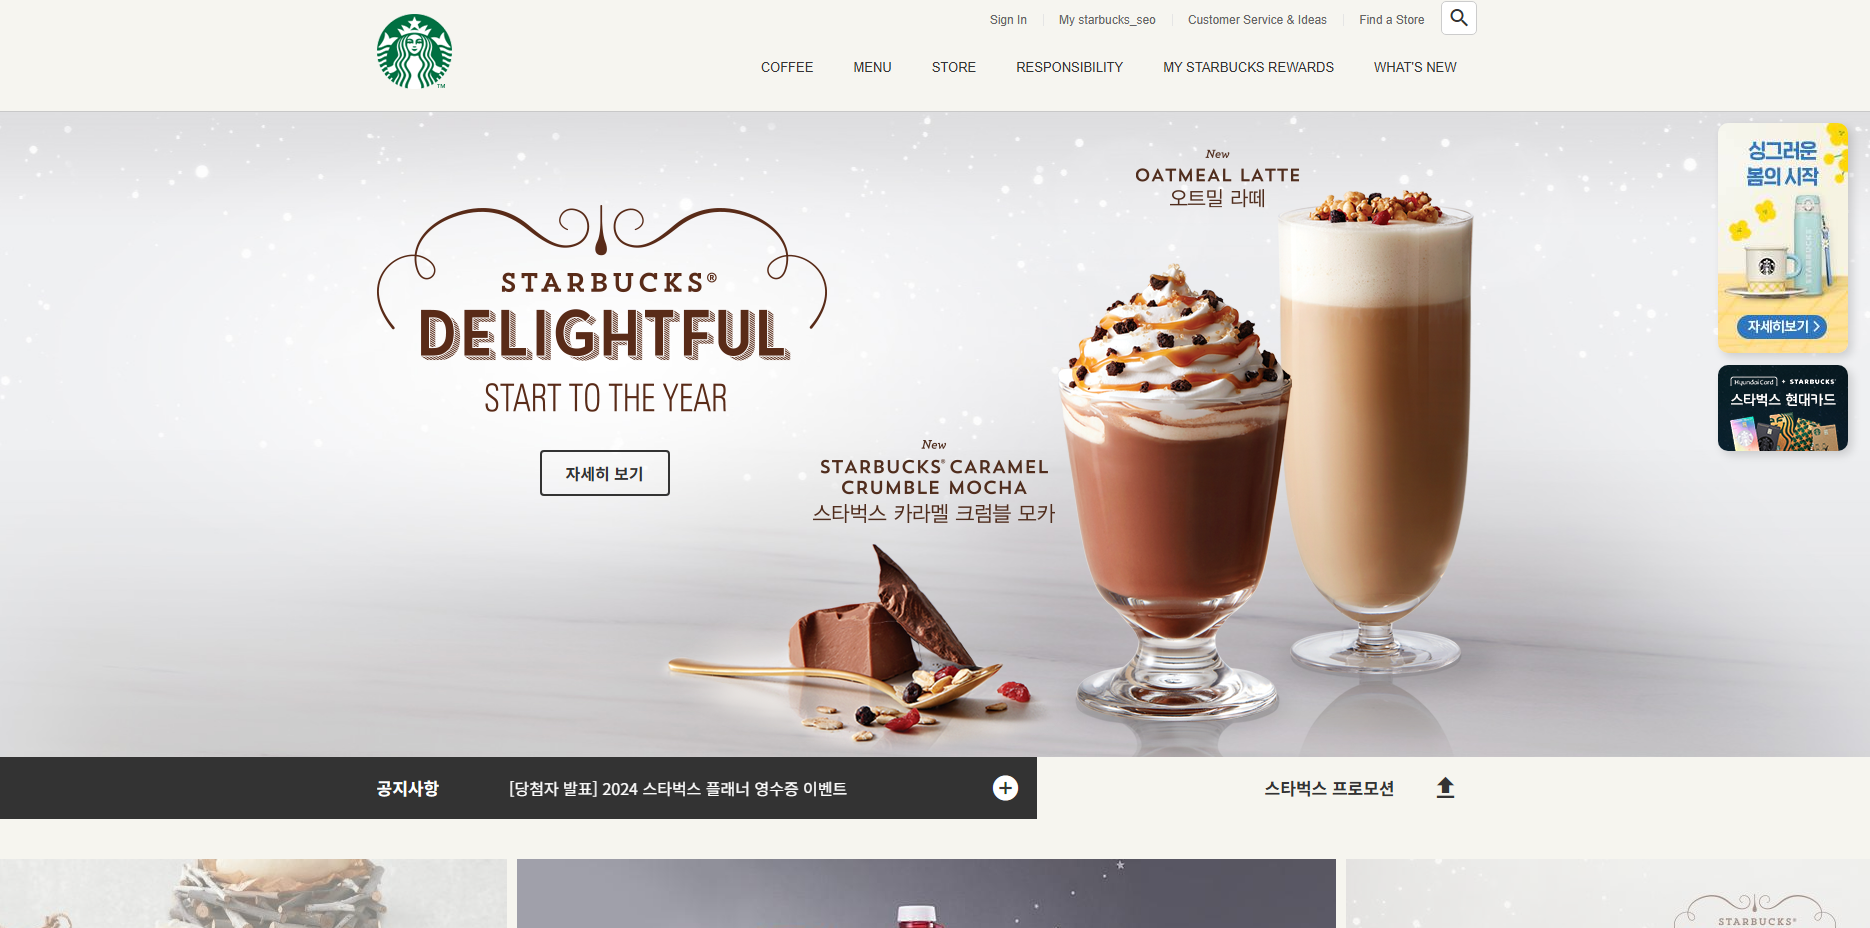 Sign In
My starbucks_seo
Customer Service & Ideas
Find a Store
COFFEE
MENU
STORE
RESPONSIBILITY
MY STARBUCKS REWARDS
WHAT'S NEW
TM
STARBUCKS®
DELIGHTFUL
START TO THE YEAR
자세히 보기
New
OATMEAL LATTE
오트밀 라떼
New
STARBUCKS® CARAMEL
CRUMBLE MOCHA
스타벅스 카라멜 크럼블 모카
싱그러운
봄의 시작
STARBUCKS
자세히보기
HyundaiCard + STARBUCKS
스타벅스 현대카드
공지사항
[당첨자 발표] 2024 스타벅스 플래너 영수증 이벤트
스타벅스 프로모션
STARBUCKS®